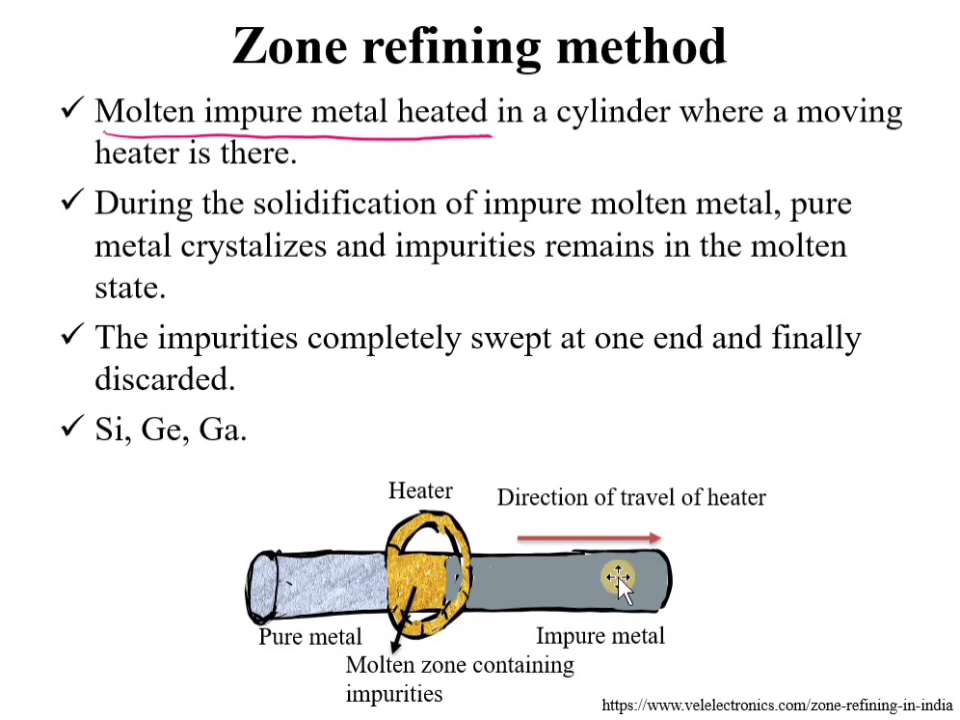 Zone refining method
✓ Molten impure metal heated in a cylinder where a moving
heater is there.
✓ During the solidification of impure molten metal, pure
metal crystalizes and impurities remains in the molten
state.
✓ The impurities completely swept at one end and finally
discarded.
✓ Si, Ge, Ga.
Heater
Direction of travel of heater
Pure metal
Impure metal
Molten zone containing
impurities
https://www.velelectronics.com/zone-refining-in-india